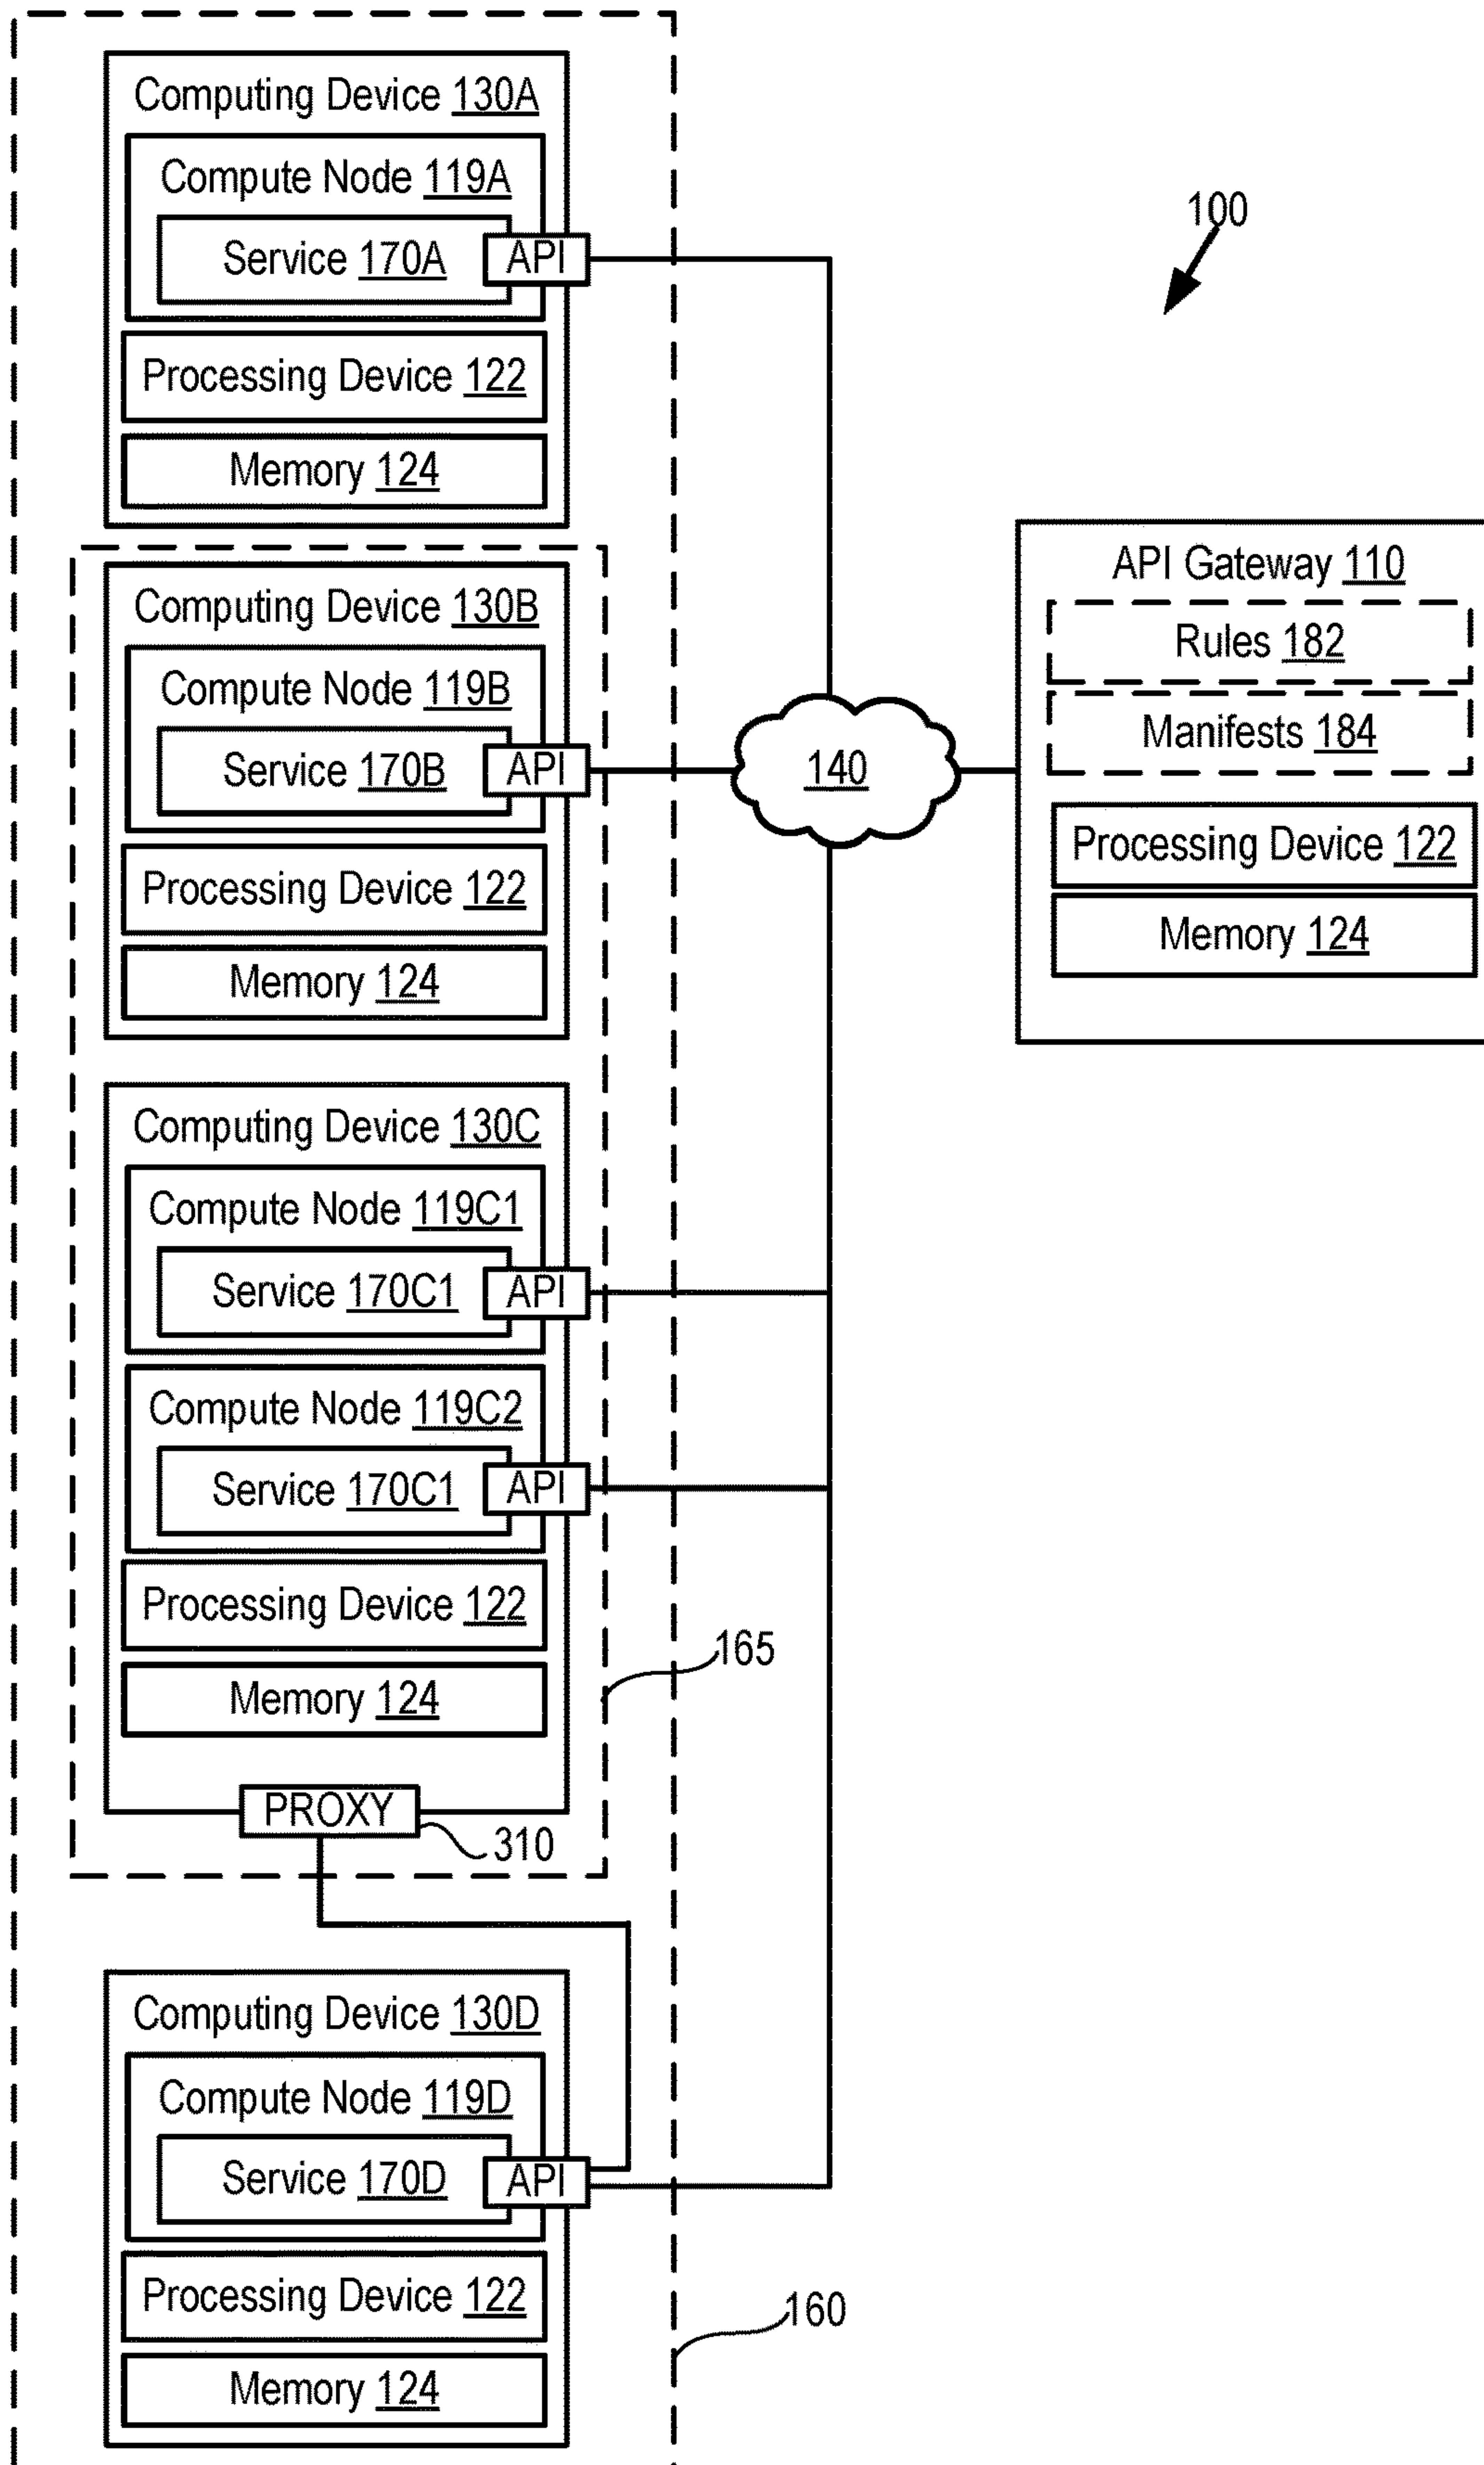 Computing Device 130A
Compute Node 119A
Service 170A
API
Processing Device 122
Memory 124
100
Computing Device 130B
Compute Node 119B
Service 170B
API
Processing Device 122
Memory 124
140
API Gateway 110
Rules 182
Manifests 184
Processing Device 122
Memory 124
Computing Device 130C
Compute Node 119C1
Service 170C1
API
Compute Node 119C2
Service 170C1
API
Processing Device 122
Memory 124
165
PROXY
310
Computing Device 130D
Compute Node 119D
Service 170D
API
Processing Device 122
Memory 124
160